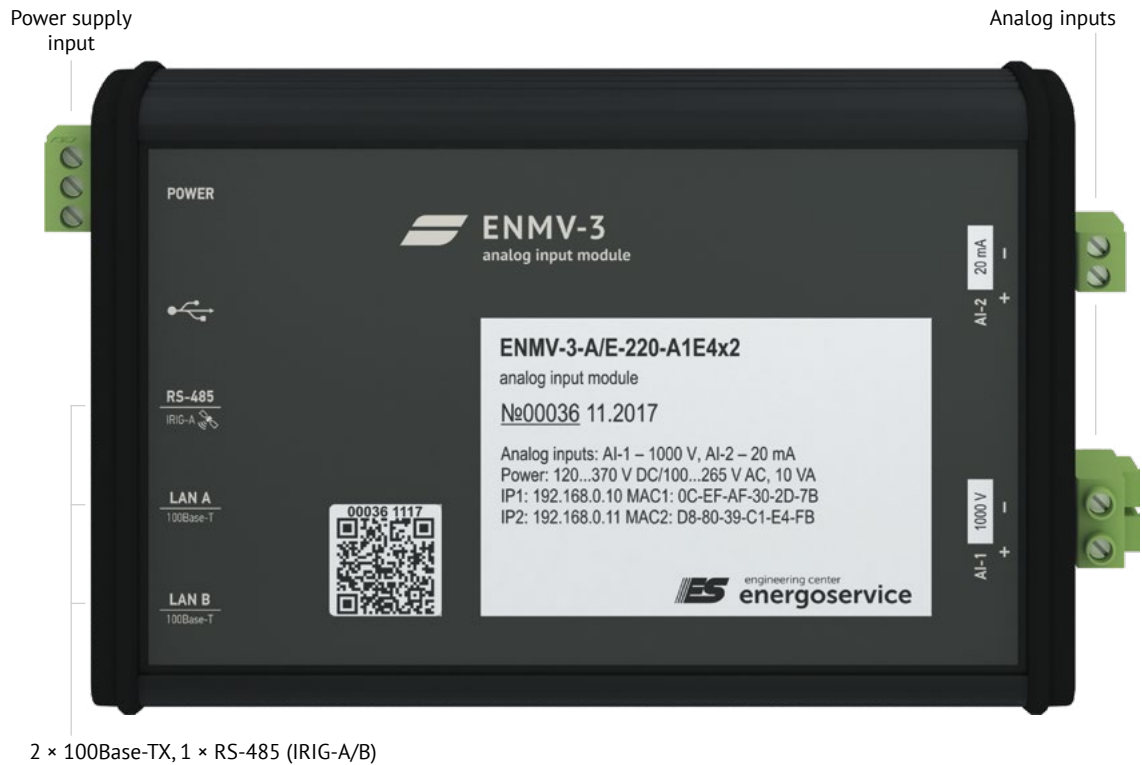 Power supply
input
Analog inputs
POWER
ENMV-3
analog input module
20 mA
AI-2
+
−
RS-485
IRIG-A
LAN A
100Base-T
LAN B
100Base-T
ENMV-3-A/E-220-A1E4x2
analog input module
№00036 11.2017
Analog inputs: AI-1 – 1000 V, AI-2 – 20 mA
Power: 120...370 V DC/100...265 V AC, 10 VA
IP1: 192.168.0.10 MAC1: 0C-EF-AF-30-2D-7B
IP2: 192.168.0.11 MAC2: D8-80-39-C1-E4-FB
00036 1117
ES engineering center
energoservice
1000 V
AI-1
+
−
2 × 100Base-TX, 1 × RS-485 (IRIG-A/B)